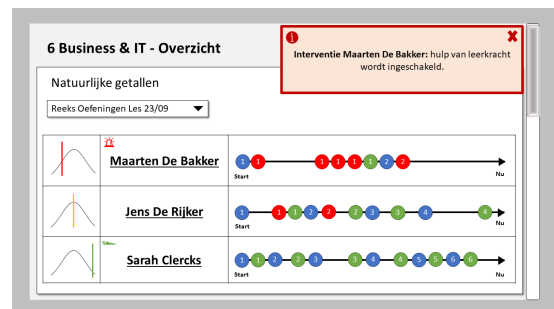 6 Business & IT - Overzicht
Interventie Maarten De Bakker: hulp van leerkracht
wordt ingeschakeld.
Natuurlijke getallen
Reeks Oefeningen Les 23/09
Maarten De Bakker
1 1 1 1 1 1 2 2
Start Nu
Jens De Rijker
1 1 1 2 2 2 3 3 4 4
Start Nu
Sarah Clercks
1 1 2 2 3 3 4 4 5 5 6 6
Start Nu